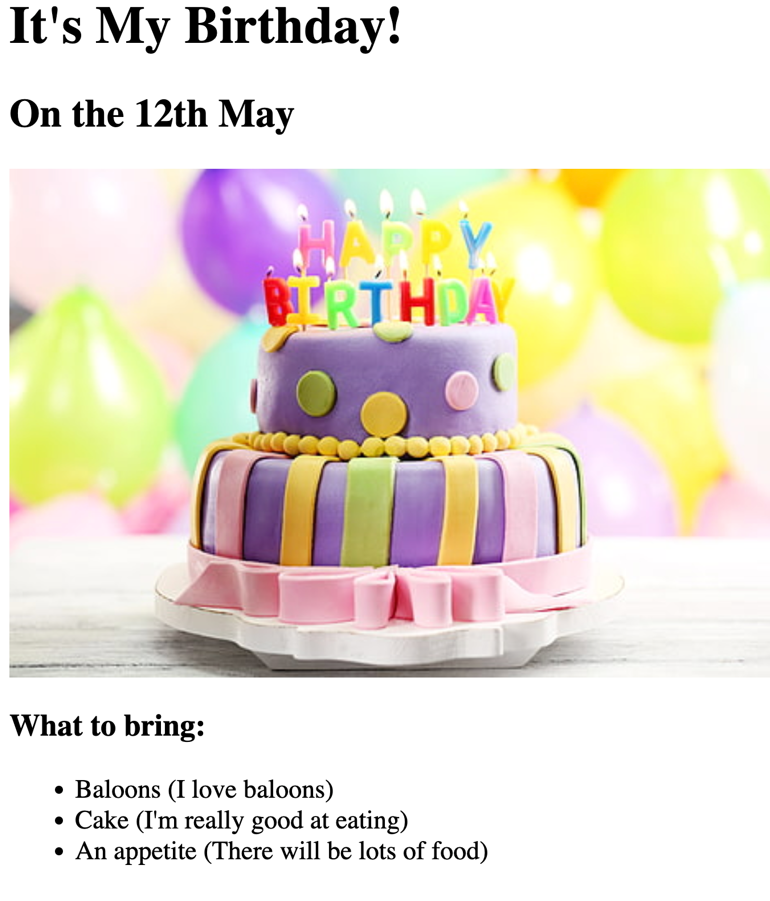 It's My Birthday!
On the 12th May
HAPPY
BIRTHDAY
What to bring:
Baloons (I love baloons)
Cake (I'm really good at eating)
An appetite (There will be lots of food)